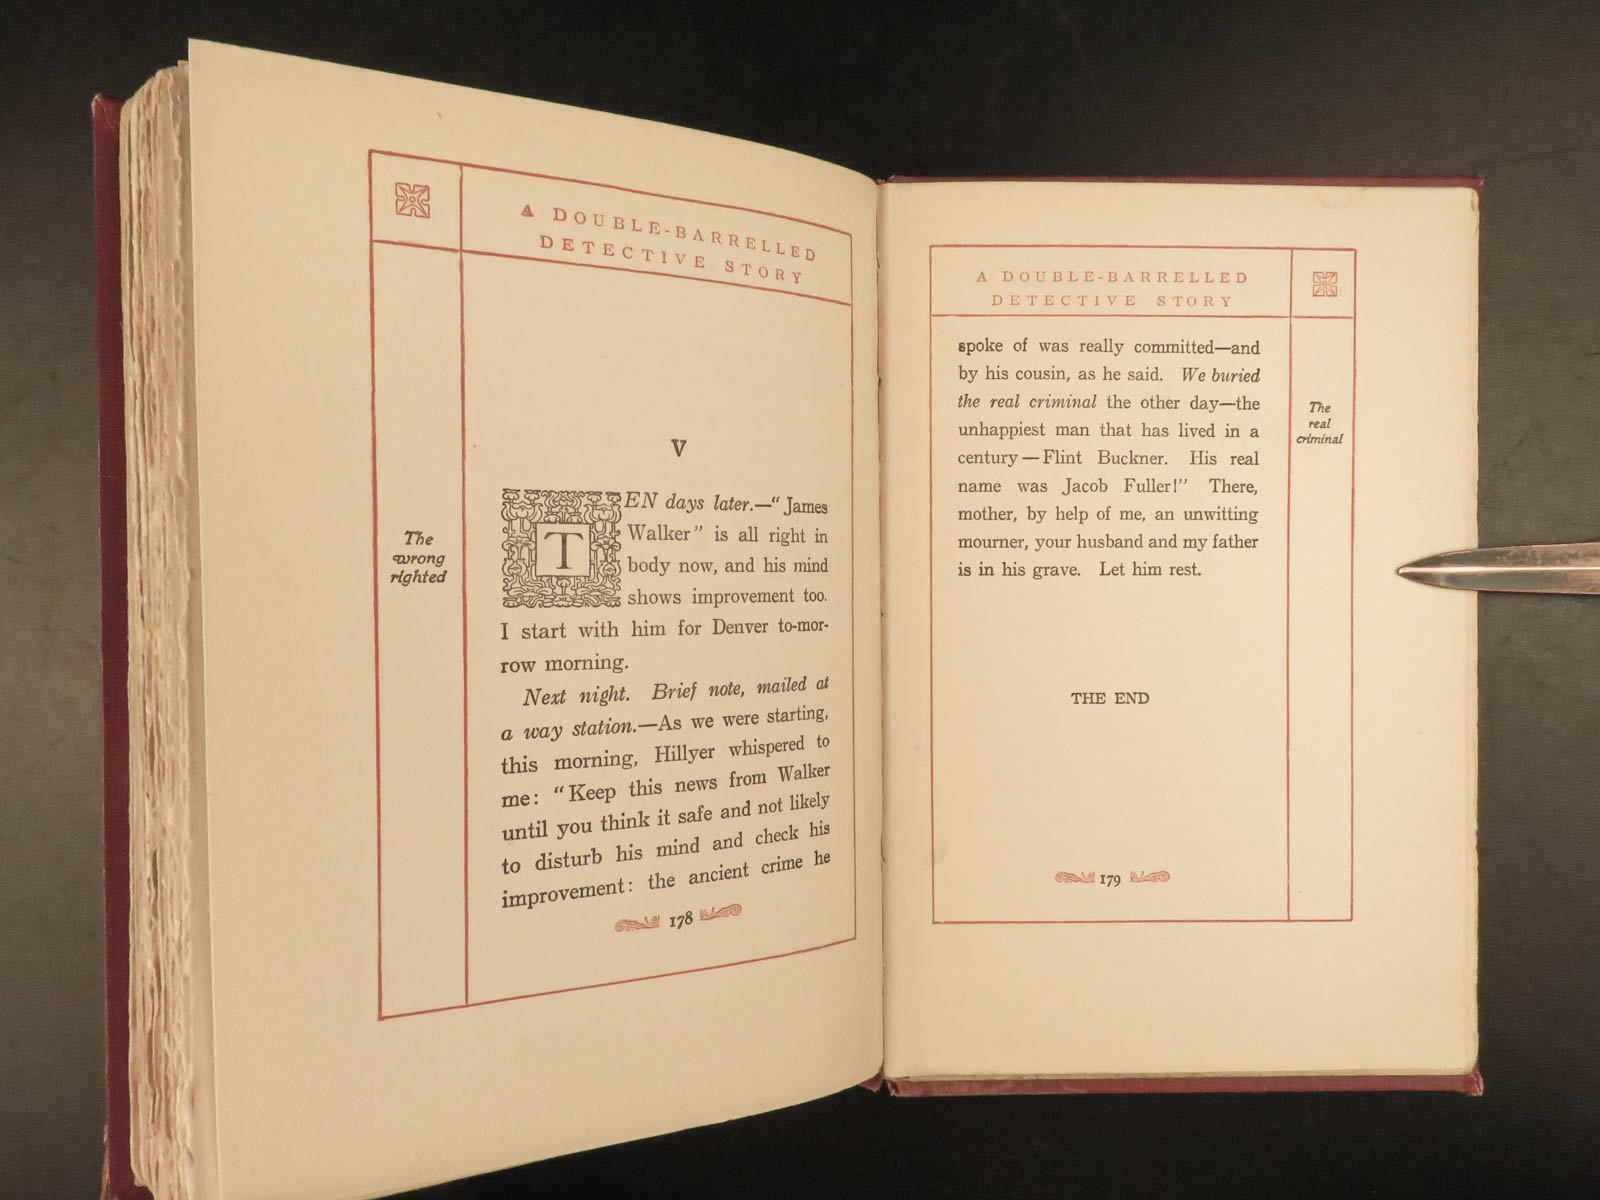 A DOUBLE-BARRELLED
DETECTIVE STORY
The
wrong
righted
V
TEN days later.—“James
Walker” is all right in
body now, and his mind
shows improvement too.
I start with him for Denver to-mor-
row morning.
Next night. Brief note, mailed at
a way station.—As we were starting,
this morning, Hillyer whispered to
me: “Keep this news from Walker
until you think it safe and not likely
to disturb his mind and check his
improvement: the ancient crime he
178
A DOUBLE-BARRELLED
DETECTIVE STORY
spoke of was really committed—and
by his cousin, as he said. We buried
the real criminal the other day—the
unhappiest man that has lived in a
century—Flint Buckner. His real
name was Jacob Fuller!” There,
mother, by help of me, an unwitting
mourner, your husband and my father
is in his grave. Let him rest.
The
real
criminal
THE END
179